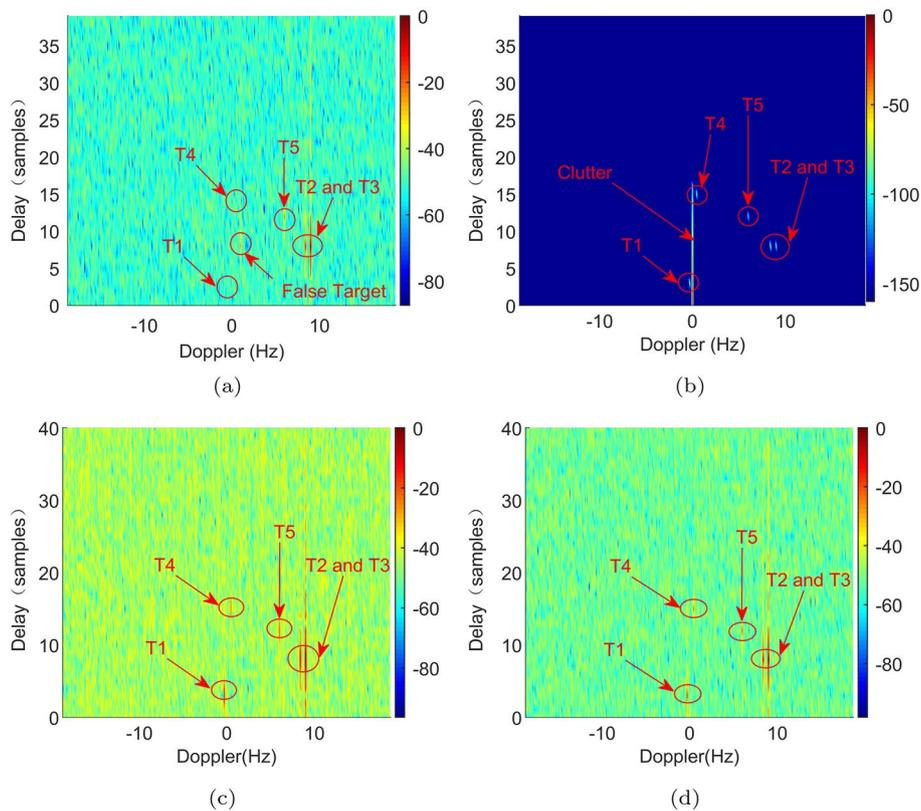 0
35
30
25
20
15
10
5
0
Delay（samples）
-10
0
10
Doppler (Hz)
0
-20
-40
-60
-80
T4
T5
T2 and T3
T1
False Target
(a)
35
30
25
20
15
10
5
0
Delay（samples）
-10
0
10
Doppler (Hz)
0
-50
-100
-150
T4
T5
Clutter
T2 and T3
T1
(b)
40
30
20
10
0
Delay（samples）
-10
0
10
Doppler(Hz)
0
-20
-40
-60
-80
T5
T4
T2 and T3
T1
(c)
40
30
20
10
0
Delay（samples）
-10
0
10
Doppler(Hz)
0
-20
-40
-60
-80
T5
T4
T2 and T3
T1
(d)